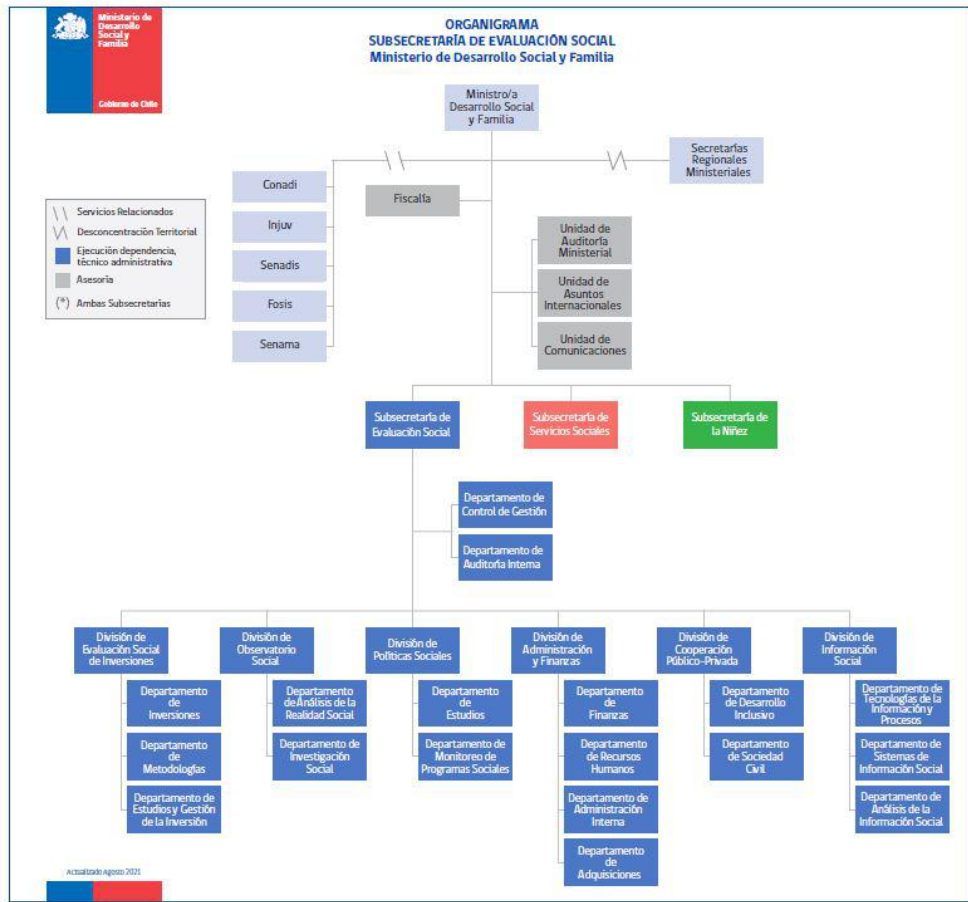 Ministerio de
Desarrollo
Social y
Familia
Gobierno de Chile
ORGANIGRAMA
SUBSECRETARÍA DE EVALUACIÓN SOCIAL
Ministerio de Desarrollo Social y Familia
Ministro/a
Desarrollo Social
y Familia
Secretarías
Regionales
Ministeriales
Conadi
Injuv
Senadis
Fosis
Senama
Fiscalía
Servicios Relacionados
Desconcentración Territorial
Ejecución dependencia,
técnico administrativa
Asesoría
(*) Ambas Subsecretarias
Unidad de
Auditoría
Ministerial
Unidad de
Asuntos
Internacionales
Unidad de
Comunicaciones
Subsecretaría de
Evaluación Social
Subsecretaría de
Servicios Sociales
Subsecretaría de
la Niñez
Departamento de
Control de Gestión
Departamento de
Auditoría Interna
División de
Evaluación Social
de Inversiones
Departamento
de
Inversiones
Departamento
de
Metodologías
Departamento de
Estudios y Gestión
de la Inversión
División de
Observatorio
Social
Departamento
de Análisis de la
Realidad Social
Departamento de
Investigación
Social
División de
Políticas Sociales
Departamento
de
Estudios
Departamento de
Monitoreo de
Programas Sociales
División de
Administración
y Finanzas
Departamento
de
Finanzas
Departamento
de Recursos
Humanos
Departamento de
Administración
Interna
Departamento
de
Adquisiciones
División de
Cooperación
Público-Privada
Departamento
de Desarrollo
Inclusivo
Departamento
de Sociedad
Civil
División de
Información
Social
Departamento de
Tecnologías de la
Información y
Procesos
Departamento de
Sistemas de
Información Social
Departamento de
Análisis de la
Información Social
Actualizado Agosto 2021